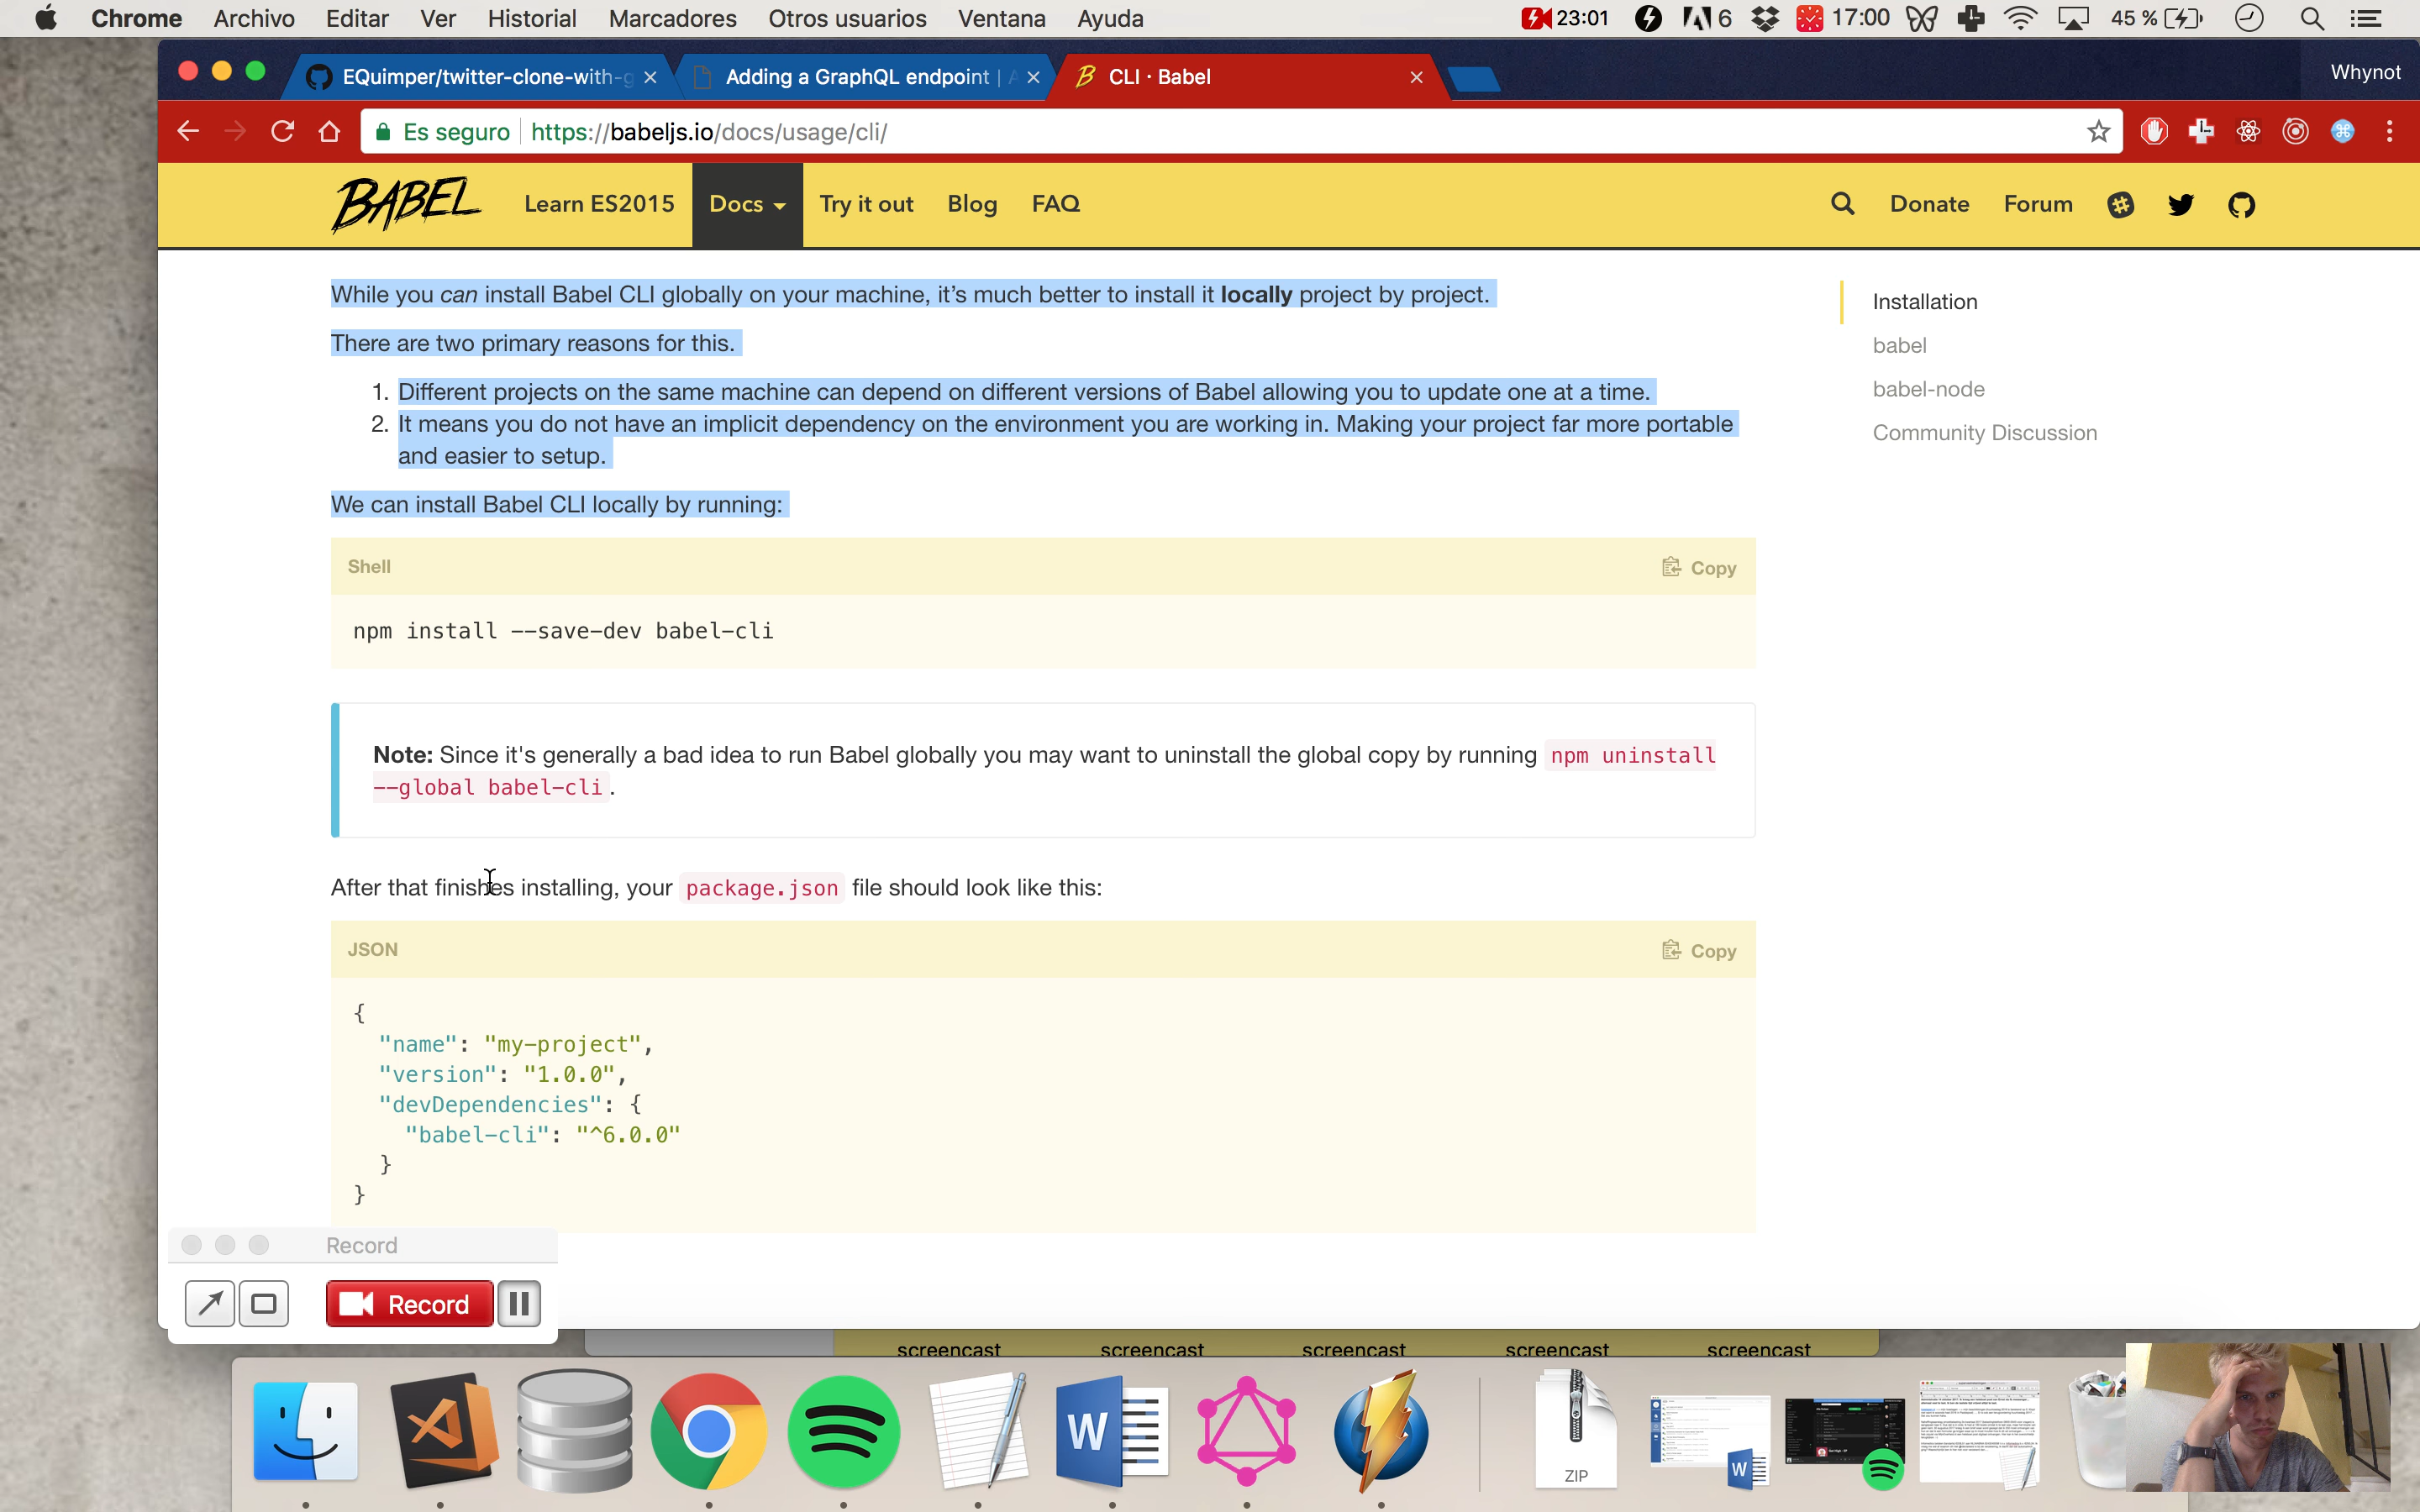 Chrome Archivo Editar Ver Historial Marcadores Otros usuarios Ventana Ayuda 23:01 6 17:00 45 %
EQuimper/twitter-clone-with-g Adding a GraphQL endpoint | A CLI · Babel Whynot
Es seguro https://babeljs.io/docs/usage/cli/
BABEL Learn ES2015 Docs Try it out Blog FAQ Donate Forum
While you can install Babel CLI globally on your machine, it’s much better to install it locally project by project.
There are two primary reasons for this.
1. Different projects on the same machine can depend on different versions of Babel allowing you to update one at a time.
2. It means you do not have an implicit dependency on the environment you are working in. Making your project far more portable
and easier to setup.
We can install Babel CLI locally by running:
Installation
babel
babel-node
Community Discussion
Shell Copy
npm install --save-dev babel-cli
Note: Since it's generally a bad idea to run Babel globally you may want to uninstall the global copy by running npm uninstall
--global babel-cli.
After that finishes installing, your package.json file should look like this:
JSON Copy
{
"name": "my-project",
"version": "1.0.0",
"devDependencies": {
"babel-cli": "^6.0.0"
}
}
Record
Record
screencast screencast screencast screencast screencast
W ZIP W